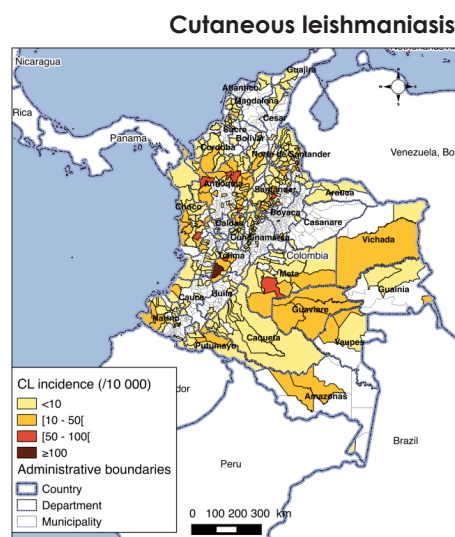 Cutaneous leishmaniasis
Nicaragua
Guajira
Atlantico
Magdalena
Rica
Cesar
Panama
Sucre
Bolivar
Cordoba
Norte de Santander
Venezuela, Bo
Antioquia
Santander
Arauca
Choco
Boyaca
Caldas
Casanare
Cundinamarca
Vichada
Tolima
Colombia
Meta
Guainia
Cauca
Huila
Guaviare
Narino
Vaupes
Caqueta
Putumayo
CL incidence (/10 000)
<10
[10 - 50[
[50 - 100[
≥100
Administrative boundaries
Country
Department
Municipality
dor
Amazonas
Brazil
Peru
0 100 200 300 km